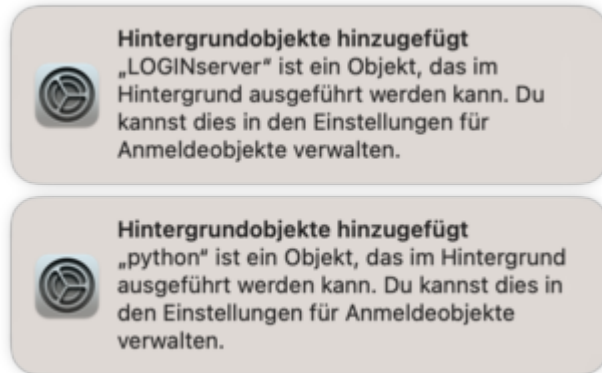 Hintergrundobjekte hinzugefügt
„LOGINserver“ ist ein Objekt, das im
Hintergrund ausgeführt werden kann. Du
kannst dies in den Einstellungen für
Anmeldeobjekte verwalten.
Hintergrundobjekte hinzugefügt
„python“ ist ein Objekt, das im Hintergrund
ausgeführt werden kann. Du kannst dies in
den Einstellungen für Anmeldeobjekte
verwalten.